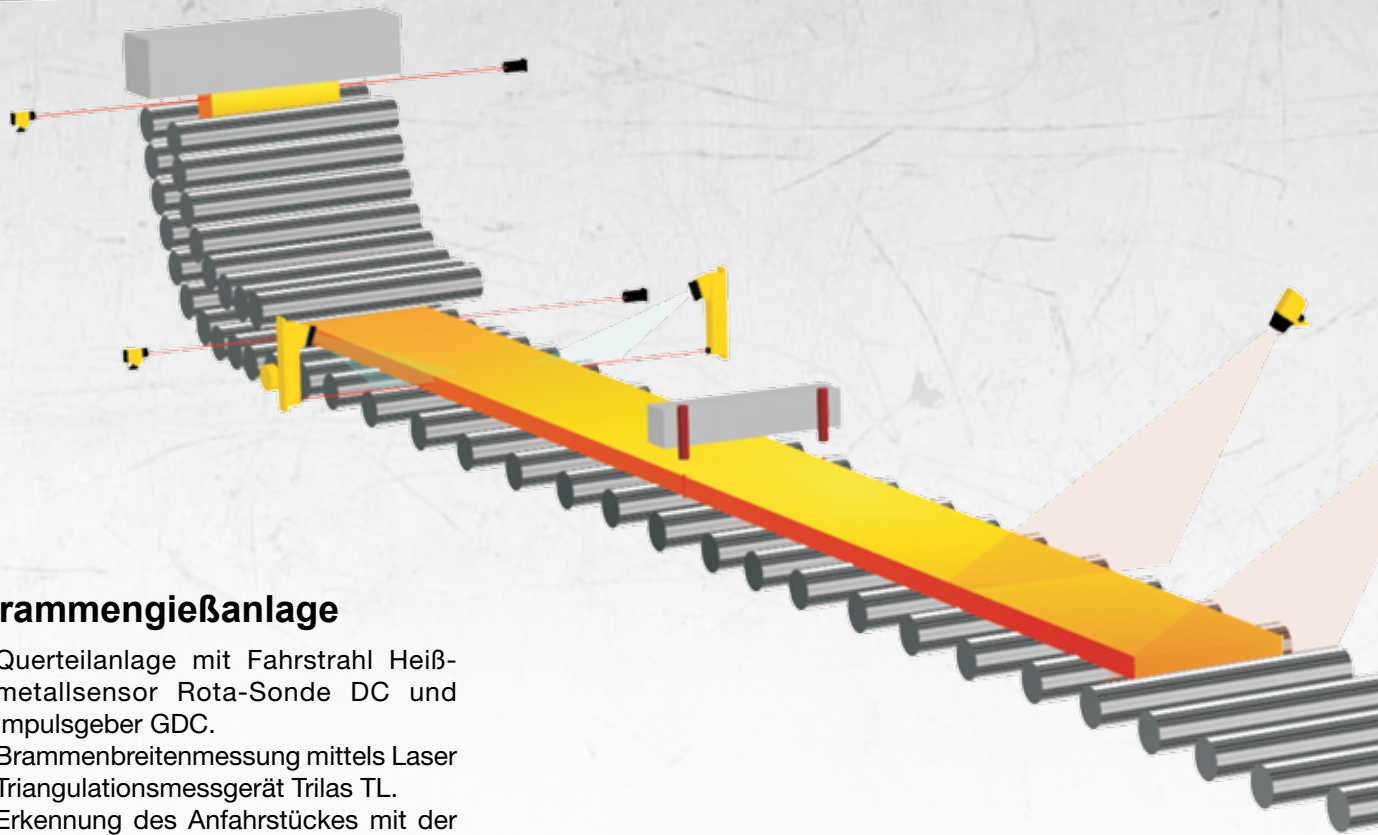 rammengießanlage
Querteilanlage mit Fahrstrahl Heiß-
metallsensor Rota-Sonde DC und
mpulsgeber GDC.
Brammenbreitenmessung mittels Laser
Triangulationsmessgerät Trilas TL.
Erkennung des Anfahrstückes mit der